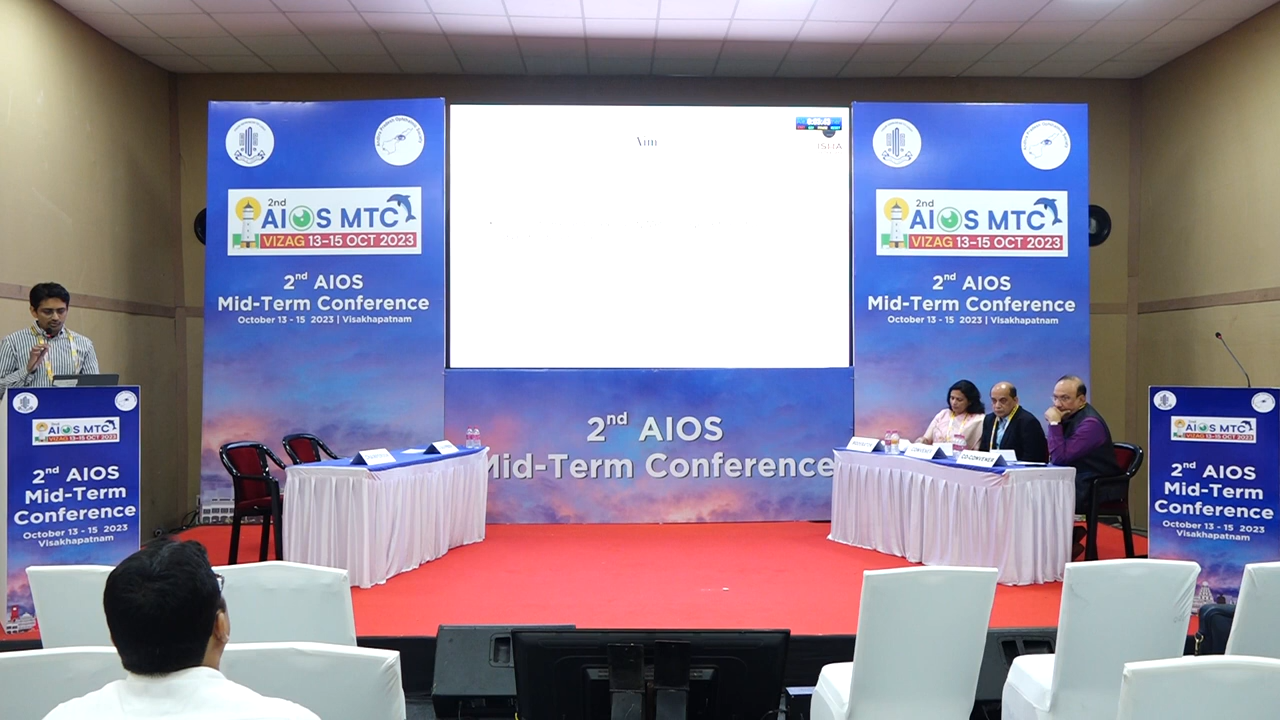 2nd
AIOS MTC
VIZAG 13-15 OCT 2023
2nd AIOS
Mid-Term Conference
October 13 - 15 2023 | Visakhapatnam
Aim
2nd
AIOS MTC
VIZAG 13-15 OCT 2023
2nd AIOS
Mid-Term Conference
October 13 - 15 2023 | Visakhapatnam
2nd AIOS
Mid-Term Conference
CONVENER
CO-CONVENER
2nd
AIOS MTC
VIZAG 13-15 OCT 2023
2nd AIOS
Mid-Term
Conference
October 13 - 15 2023
Visakhapatnam
2nd
AIOS MTC
VIZAG 13-15 OCT 2023
2nd AIOS
Mid-Term
Conference
October 13 - 15 2023
Visakhapatnam